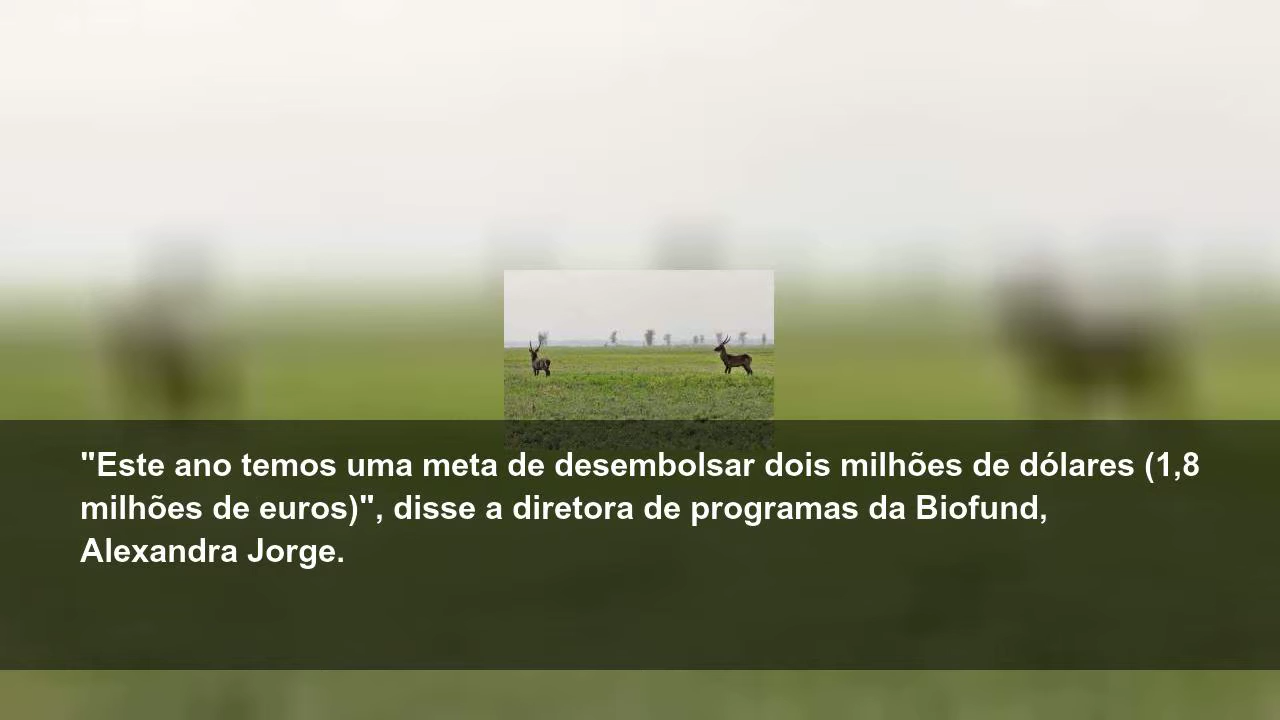 "Este ano temos uma meta de desembolsar dois milhões de dólares (1,8
milhões de euros)", disse a diretora de programas da Biofund,
Alexandra Jorge.